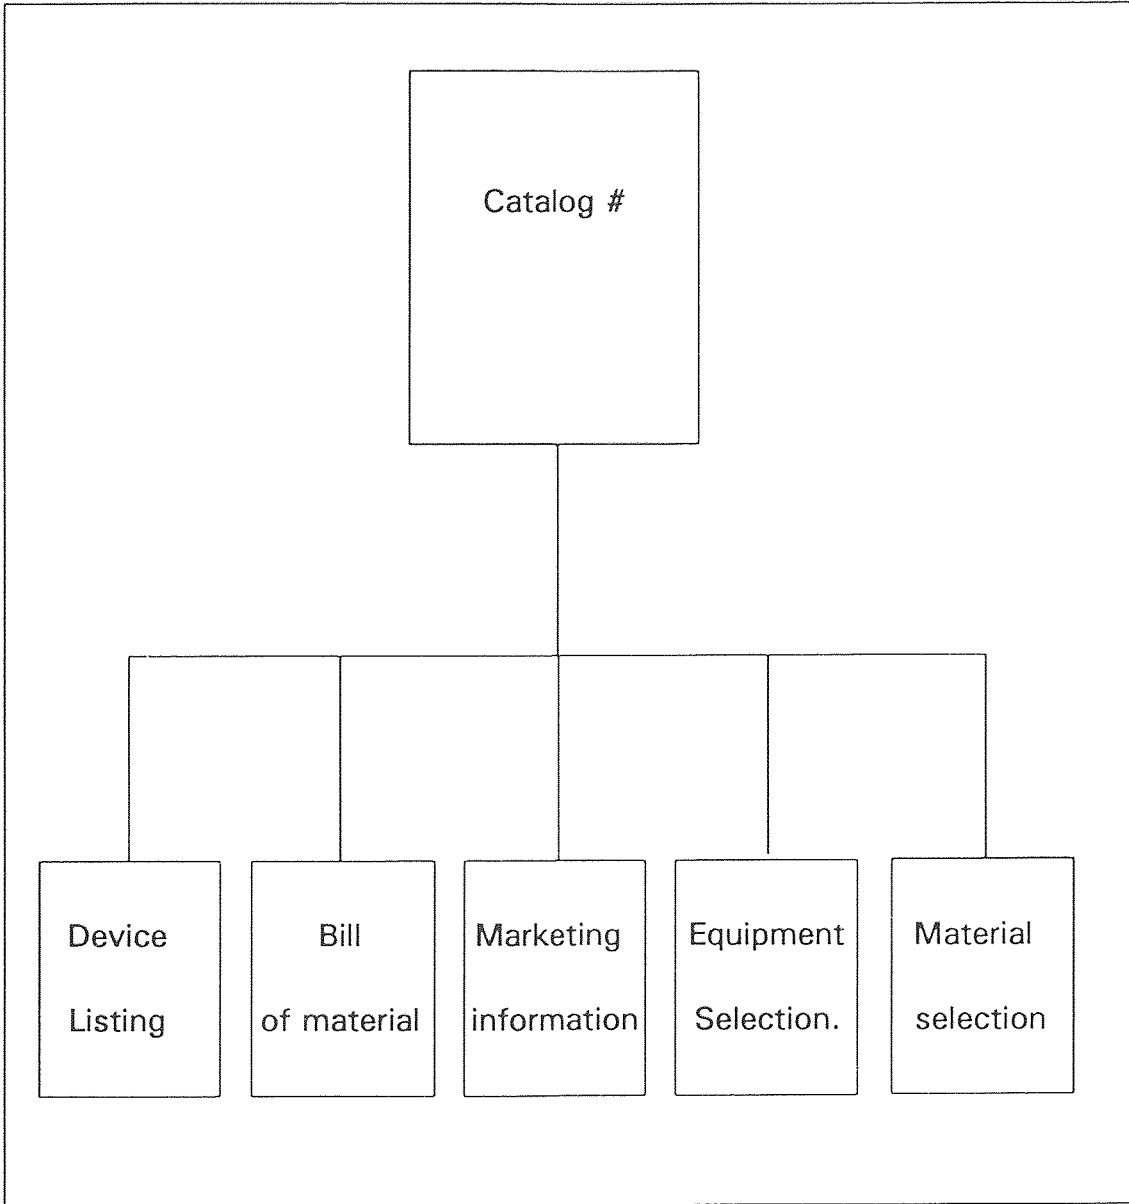 Catalog #
Device
Listing
Bill
of material
Marketing
information
Equipment
Selection.
Material
selection